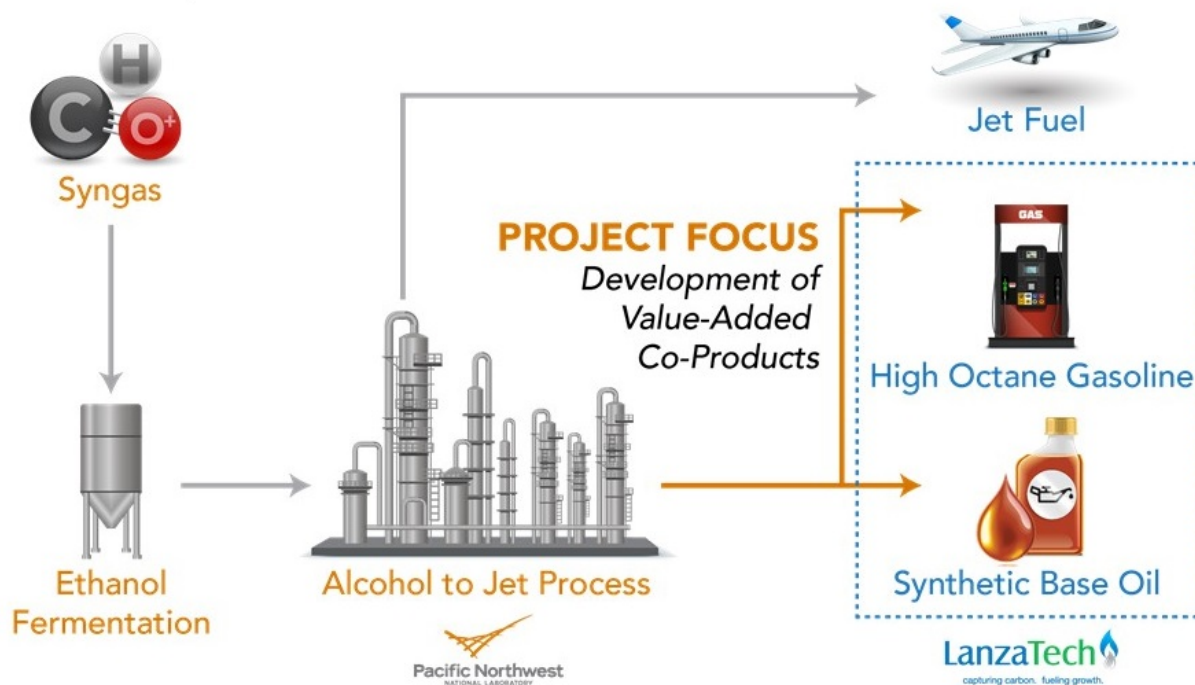 H
C
O+
Syngas
Jet Fuel
PROJECT FOCUS
Development of
Value-Added
Co-Products
GAS
High Octane Gasoline
Ethanol
Fermentation
Alcohol to Jet Process
Synthetic Base Oil
Pacific Northwest
NATIONAL LABORATORY
LanzaTech
capturing carbon. fueling growth.